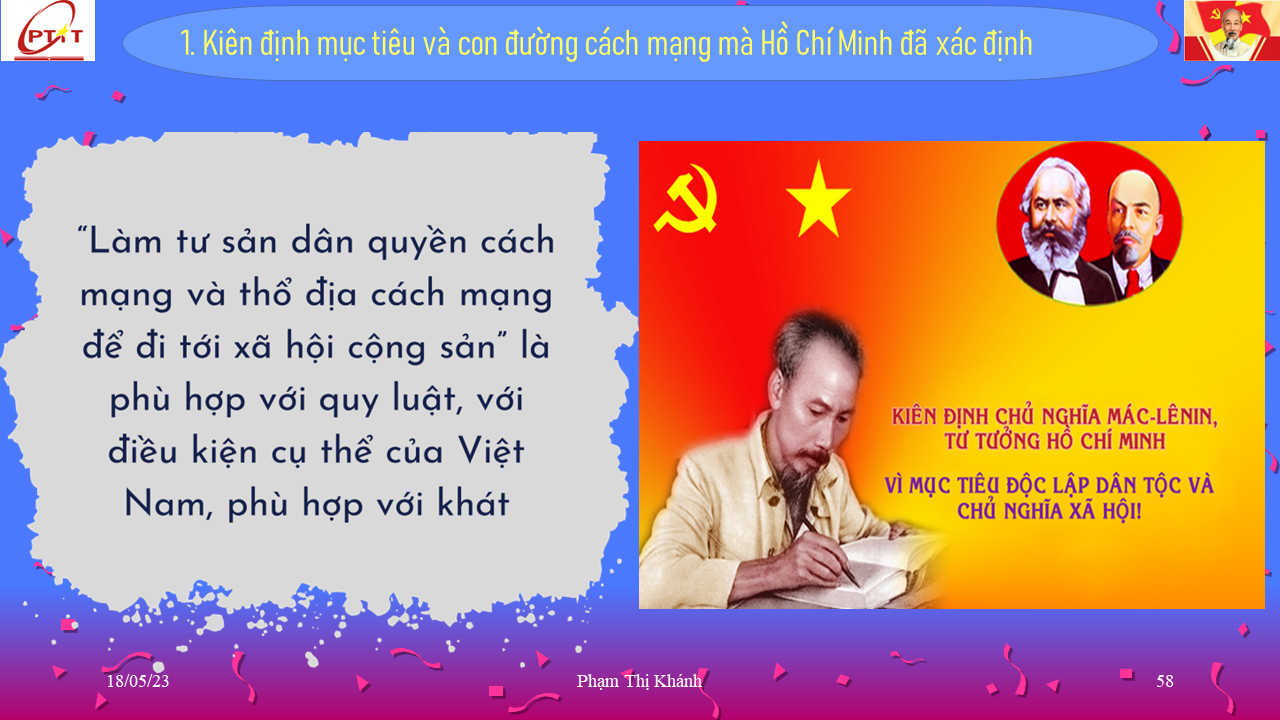 PTiT
1. Kiên định mục tiêu và con đường cách mạng mà Hồ Chí Minh đã xác định
“Làm tư sản dân quyền cách
mạng và thổ địa cách mạng
để đi tới xã hội cộng sản” là
phù hợp với quy luật, với
điều kiện cụ thể của Việt
Nam, phù hợp với khát
KIÊN ĐỊNH CHỦ NGHĨA MÁC-LÊNIN,
TƯ TƯỞNG HỒ CHÍ MINH
VÌ MỤC TIÊU ĐỘC LẬP DÂN TỘC VÀ
CHỦ NGHĨA XÃ HỘI!
18/05/23
Phạm Thị Khánh
58